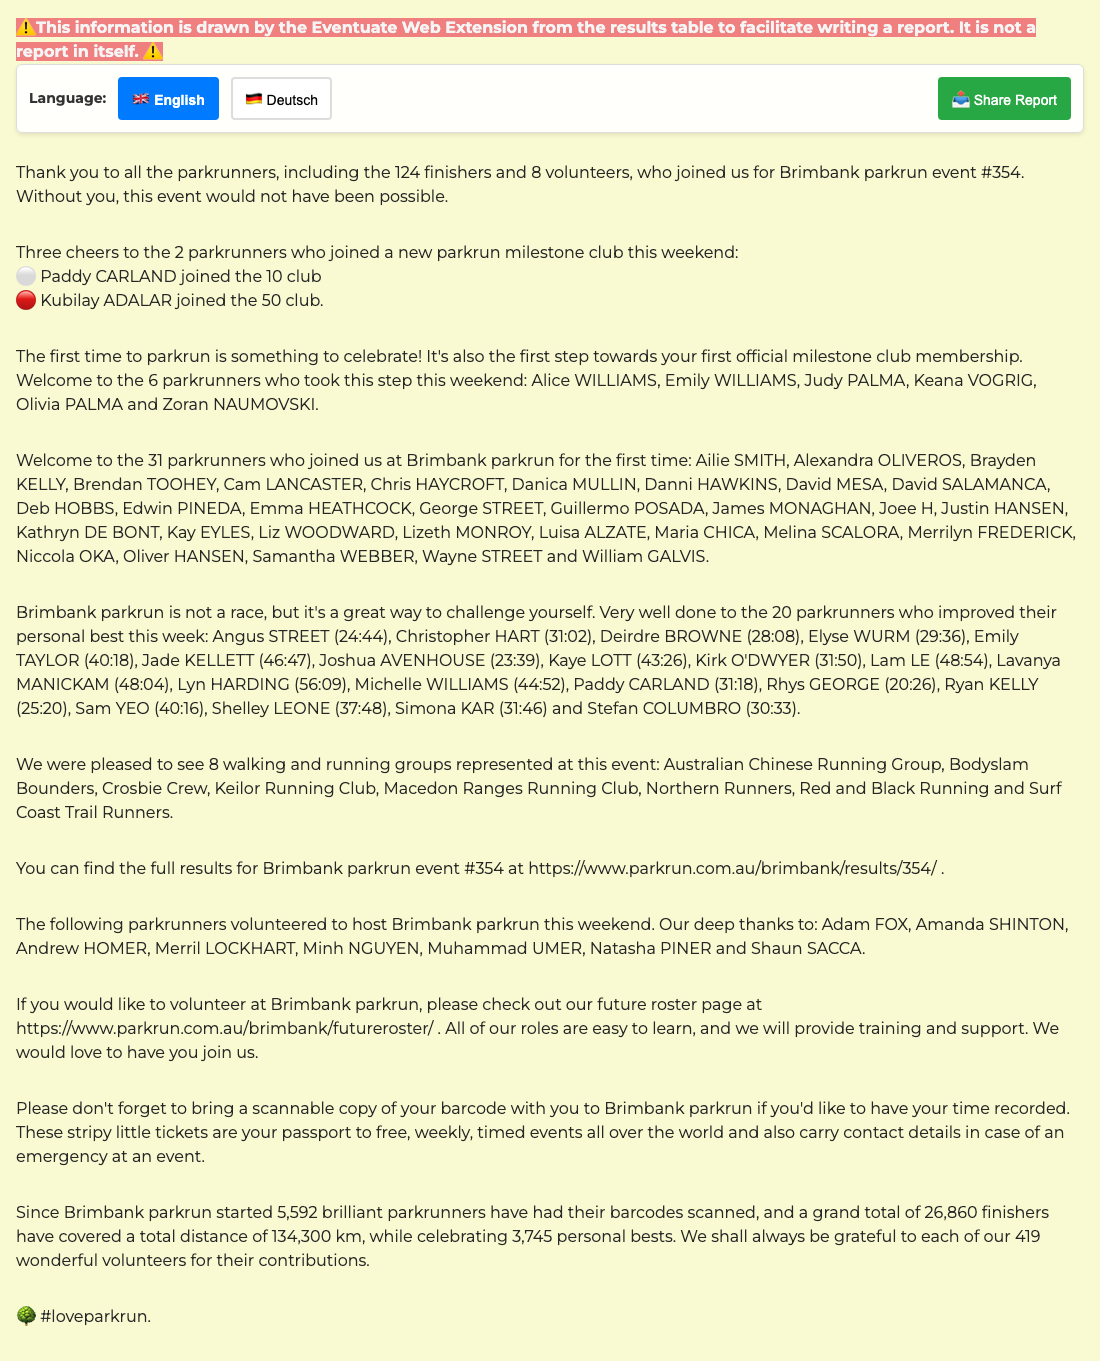 ⚠️This information is drawn by the Eventuate Web Extension from the results table to facilitate writing a report. It is not a
report in itself. ⚠️
Language: 🇬🇧 English 🇩🇪 Deutsch 📤 Share Report
Thank you to all the parkrunners, including the 124 finishers and 8 volunteers, who joined us for Brimbank parkrun event #354.
Without you, this event would not have been possible.
Three cheers to the 2 parkrunners who joined a new parkrun milestone club this weekend:
⚪ Paddy CARLAND joined the 10 club
🔴 Kubilay ADALAR joined the 50 club.
The first time to parkrun is something to celebrate! It's also the first step towards your first official milestone club membership.
Welcome to the 6 parkrunners who took this step this weekend: Alice WILLIAMS, Emily WILLIAMS, Judy PALMA, Keana VOGRIG,
Olivia PALMA and Zoran NAUMOVSKI.
Welcome to the 31 parkrunners who joined us at Brimbank parkrun for the first time: Ailie SMITH, Alexandra OLIVEROS, Brayden
KELLY, Brendan TOOHEY, Cam LANCASTER, Chris HAYCROFT, Danica MULLIN, Danni HAWKINS, David MESA, David SALAMANCA,
Deb HOBBS, Edwin PINEDA, Emma HEATHCOCK, George STREET, Guillermo POSADA, James MONAGHAN, Joee H, Justin HANSEN,
Kathryn DE BONT, Kay EYLES, Liz WOODWARD, Lizeth MONROY, Luisa ALZATE, Maria CHICA, Melina SCALORA, Merrilyn FREDERICK,
Niccola OKA, Oliver HANSEN, Samantha WEBBER, Wayne STREET and William GALVIS.
Brimbank parkrun is not a race, but it's a great way to challenge yourself. Very well done to the 20 parkrunners who improved their
personal best this week: Angus STREET (24:44), Christopher HART (31:02), Deirdre BROWNE (28:08), Elyse WURM (29:36), Emily
TAYLOR (40:18), Jade KELLETT (46:47), Joshua AVENHOUSE (23:39), Kaye LOTT (43:26), Kirk O'DWYER (31:50), Lam LE (48:54), Lavanya
MANICKAM (48:04), Lyn HARDING (56:09), Michelle WILLIAMS (44:52), Paddy CARLAND (31:18), Rhys GEORGE (20:26), Ryan KELLY
(25:20), Sam YEO (40:16), Shelley LEONE (37:48), Simona KAR (31:46) and Stefan COLUMBRO (30:33).
We were pleased to see 8 walking and running groups represented at this event: Australian Chinese Running Group, Bodyslam
Bounders, Crosbie Crew, Keilor Running Club, Macedon Ranges Running Club, Northern Runners, Red and Black Running and Surf
Coast Trail Runners.
You can find the full results for Brimbank parkrun event #354 at https://www.parkrun.com.au/brimbank/results/354/ .
The following parkrunners volunteered to host Brimbank parkrun this weekend. Our deep thanks to: Adam FOX, Amanda SHINTON,
Andrew HOMER, Merril LOCKHART, Minh NGUYEN, Muhammad UMER, Natasha PINER and Shaun SACCA.
If you would like to volunteer at Brimbank parkrun, please check out our future roster page at
https://www.parkrun.com.au/brimbank/futureroster/ . All of our roles are easy to learn, and we will provide training and support. We
would love to have you join us.
Please don't forget to bring a scannable copy of your barcode with you to Brimbank parkrun if you'd like to have your time recorded.
These stripy little tickets are your passport to free, weekly, timed events all over the world and also carry contact details in case of an
emergency at an event.
Since Brimbank parkrun started 5,592 brilliant parkrunners have had their barcodes scanned, and a grand total of 26,860 finishers
have covered a total distance of 134,300 km, while celebrating 3,745 personal bests. We shall always be grateful to each of our 419
wonderful volunteers for their contributions.
🌳 #loveparkrun.